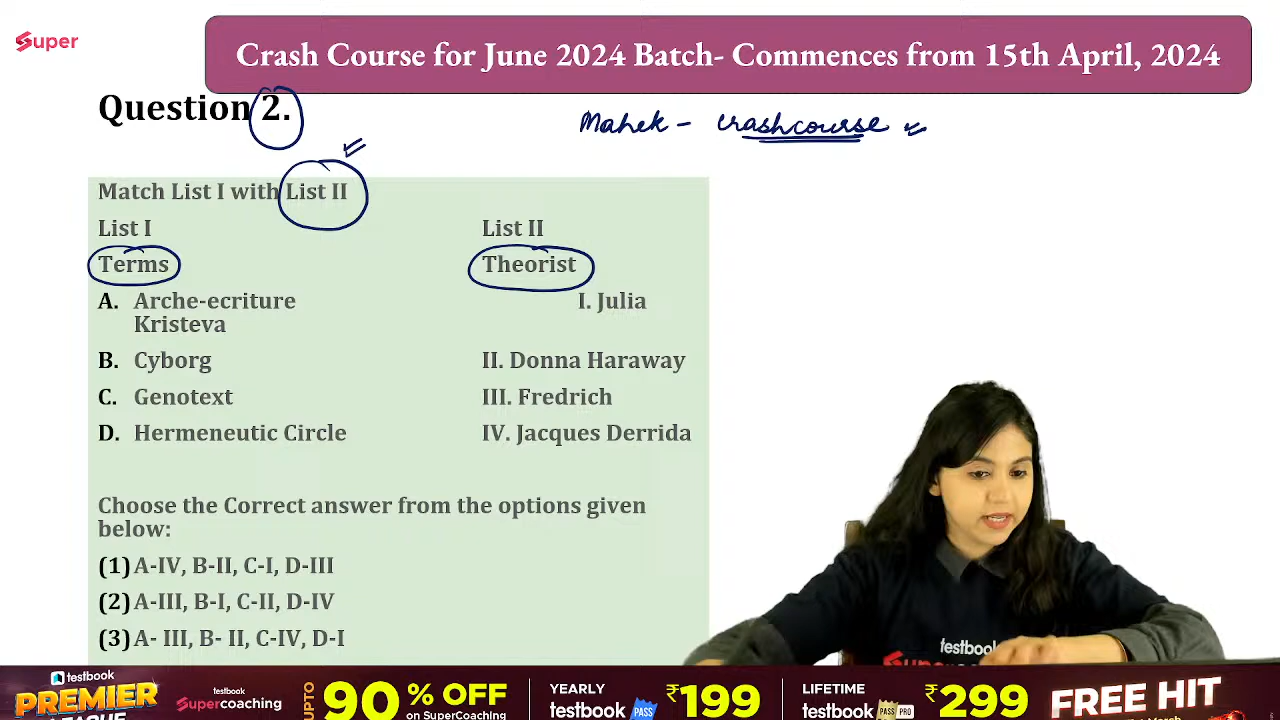 Super
Crash Course for June 2024 Batch- Commences from 15th April, 2024
Question 2.
Mahek - crashcourse
Match List I with List II
List I List II
Terms Theorist
A. Arche-ecriture I. Julia
Kristeva
B. Cyborg II. Donna Haraway
C. Genotext III. Fredrich
D. Hermeneutic Circle IV. Jacques Derrida
Choose the Correct answer from the options given
below:
(1) A-IV, B-II, C-I, D-III
(2) A-III, B-I, C-II, D-IV
(3) A- III, B- II, C-IV, D-I
testbook
testbook
PREMIER
testbook
Supercoaching
UPTO
90% OFF
on SuperCoaching
YEARLY
testbook PASS
₹199
LIFETIME
testbook PASS PRO
₹299
FREE HIT